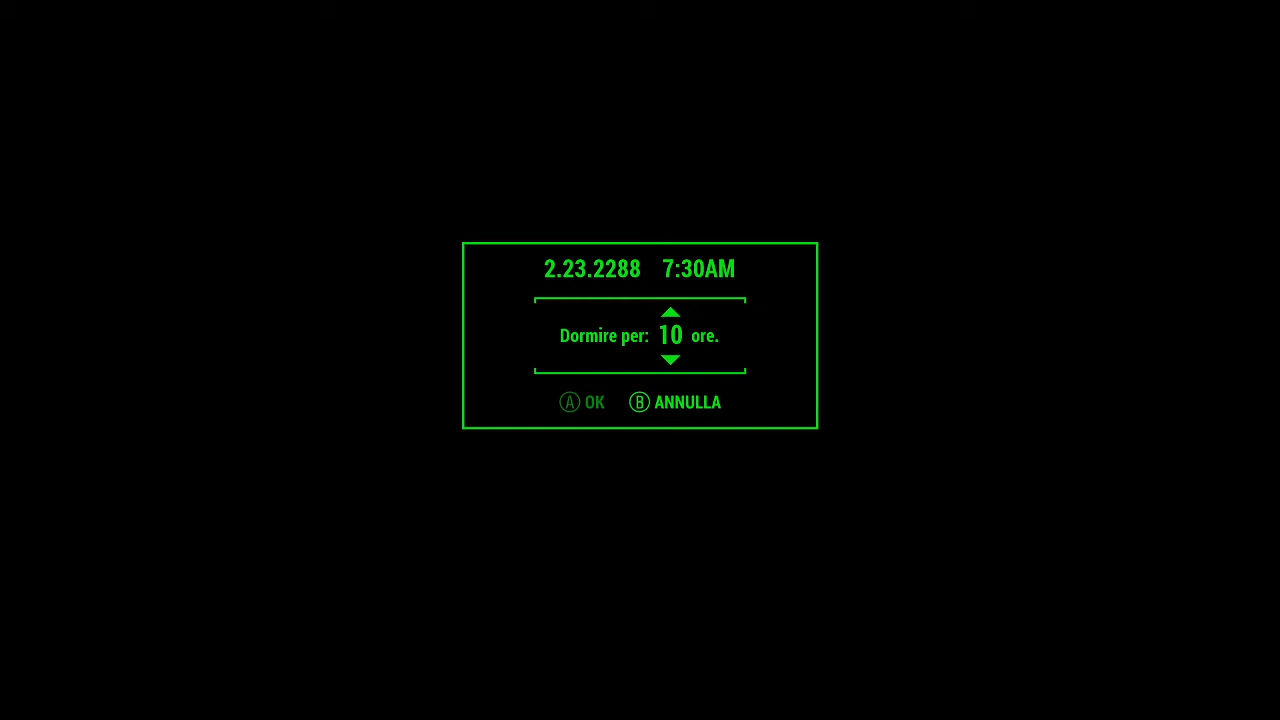 2.23.2288 7:30AM
Dormire per: 10 ore.
Ⓐ OK Ⓑ ANNULLA